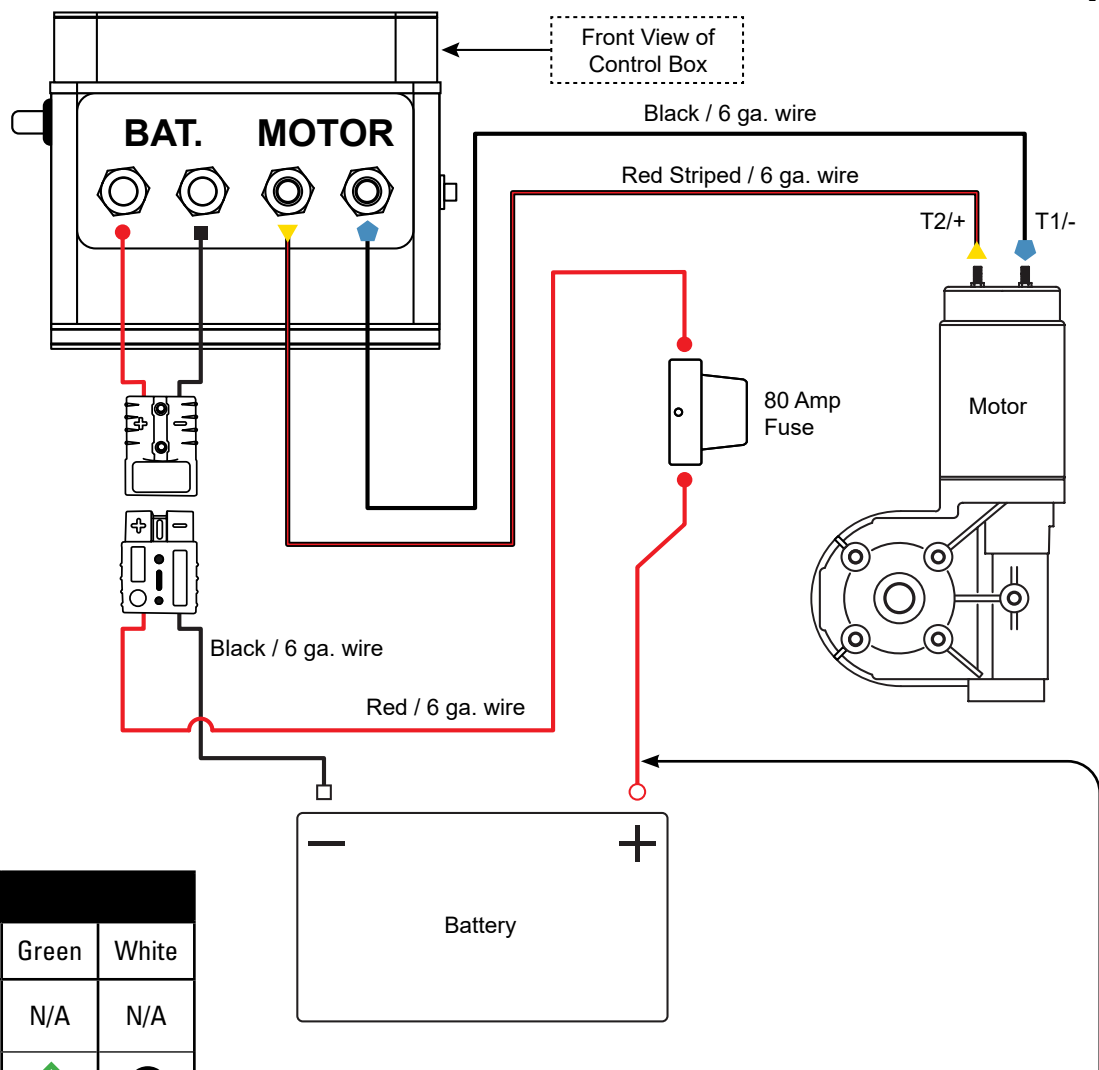 Front View of
Control Box
Black / 6 ga. wire
BAT. MOTOR
Red Striped / 6 ga. wire
T2/+ T1/-
80 Amp
Fuse
Motor
+ −
+ −
Black / 6 ga. wire
Red / 6 ga. wire
− +
Battery
Green White
N/A N/A